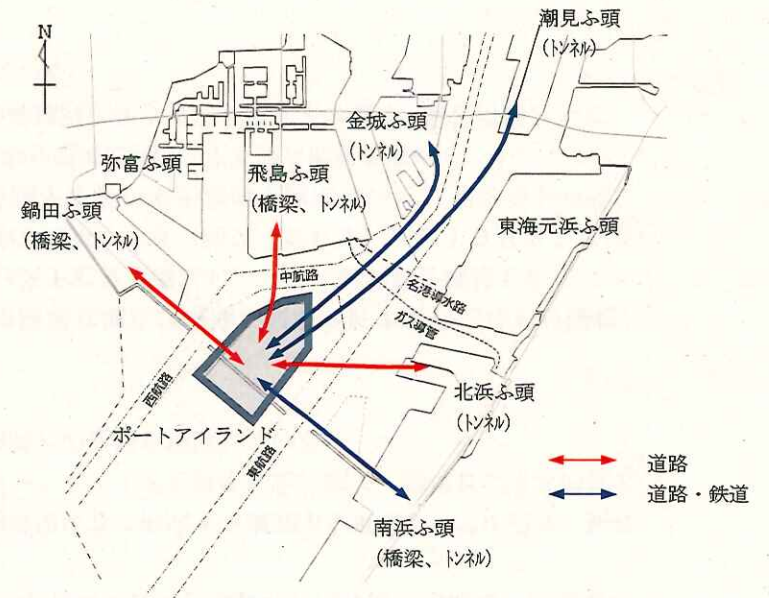 N
潮見ふ頭
(トンネル)
金城ふ頭
(トンネル)
弥富ふ頭
飛島ふ頭
(橋梁、トンネル)
鍋田ふ頭
(橋梁、トンネル)
東海元浜ふ頭
中航路
名港導水路
ガス導管
西航路
北浜ふ頭
(トンネル)
ポートアイランド
東航路
道路
道路・鉄道
南浜ふ頭
(橋梁、トンネル)